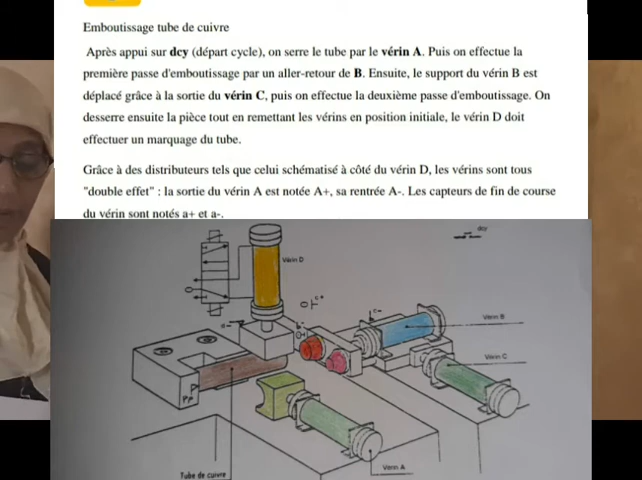 Emboutissage tube de cuivre
Après appui sur dcy (départ cycle), on serre le tube par le vérin A. Puis on effectue la
première passe d'emboutissage par un aller-retour de B. Ensuite, le support du vérin B est
déplacé grâce à la sortie du vérin C, puis on effectue la deuxième passe d'emboutissage. On
desserre ensuite la pièce tout en remettant les vérins en position initiale, le vérin D doit
effectuer un marquage du tube.
Grâce à des distributeurs tels que celui schématisé à côté du vérin D, les vérins sont tous
"double effet" : la sortie du vérin A est notée A+, sa rentrée A-. Les capteurs de fin de course
du vérin sont notés a+ et a-.
dcy
Vérin D
c+
c-
Vérin B
Vérin C
Vérin A
Tube de cuivre